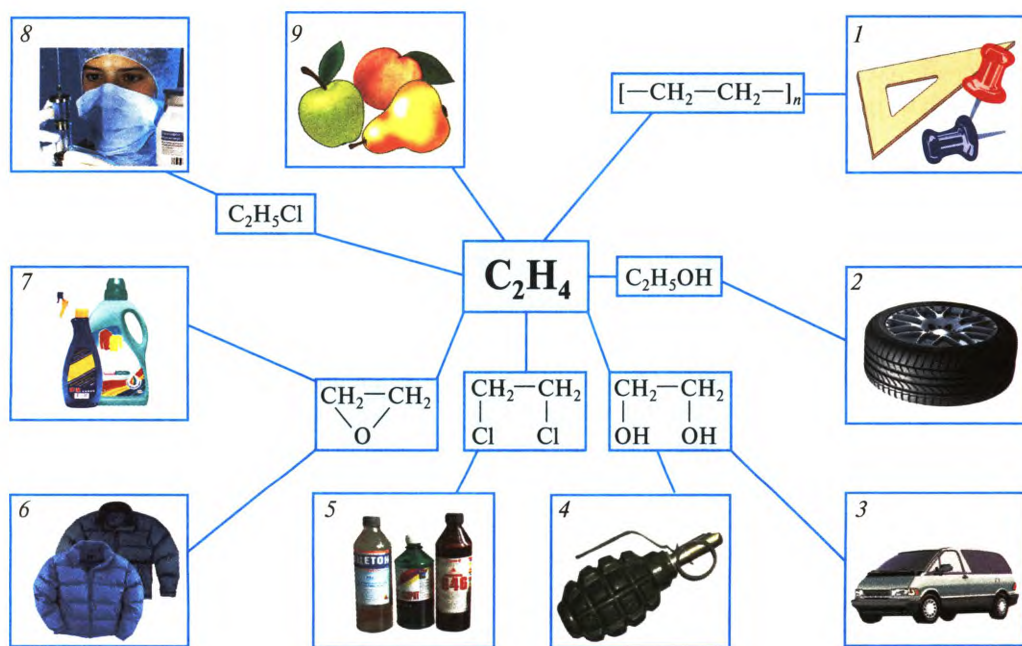 8
9
1
[—CH₂—CH₂—]ₙ
C₂H₅Cl
C₂H₄
C₂H₅OH
7
2
CH₂—CH₂
O
CH₂—CH₂
Cl Cl
CH₂—CH₂
OH OH
6
5
4
3
646